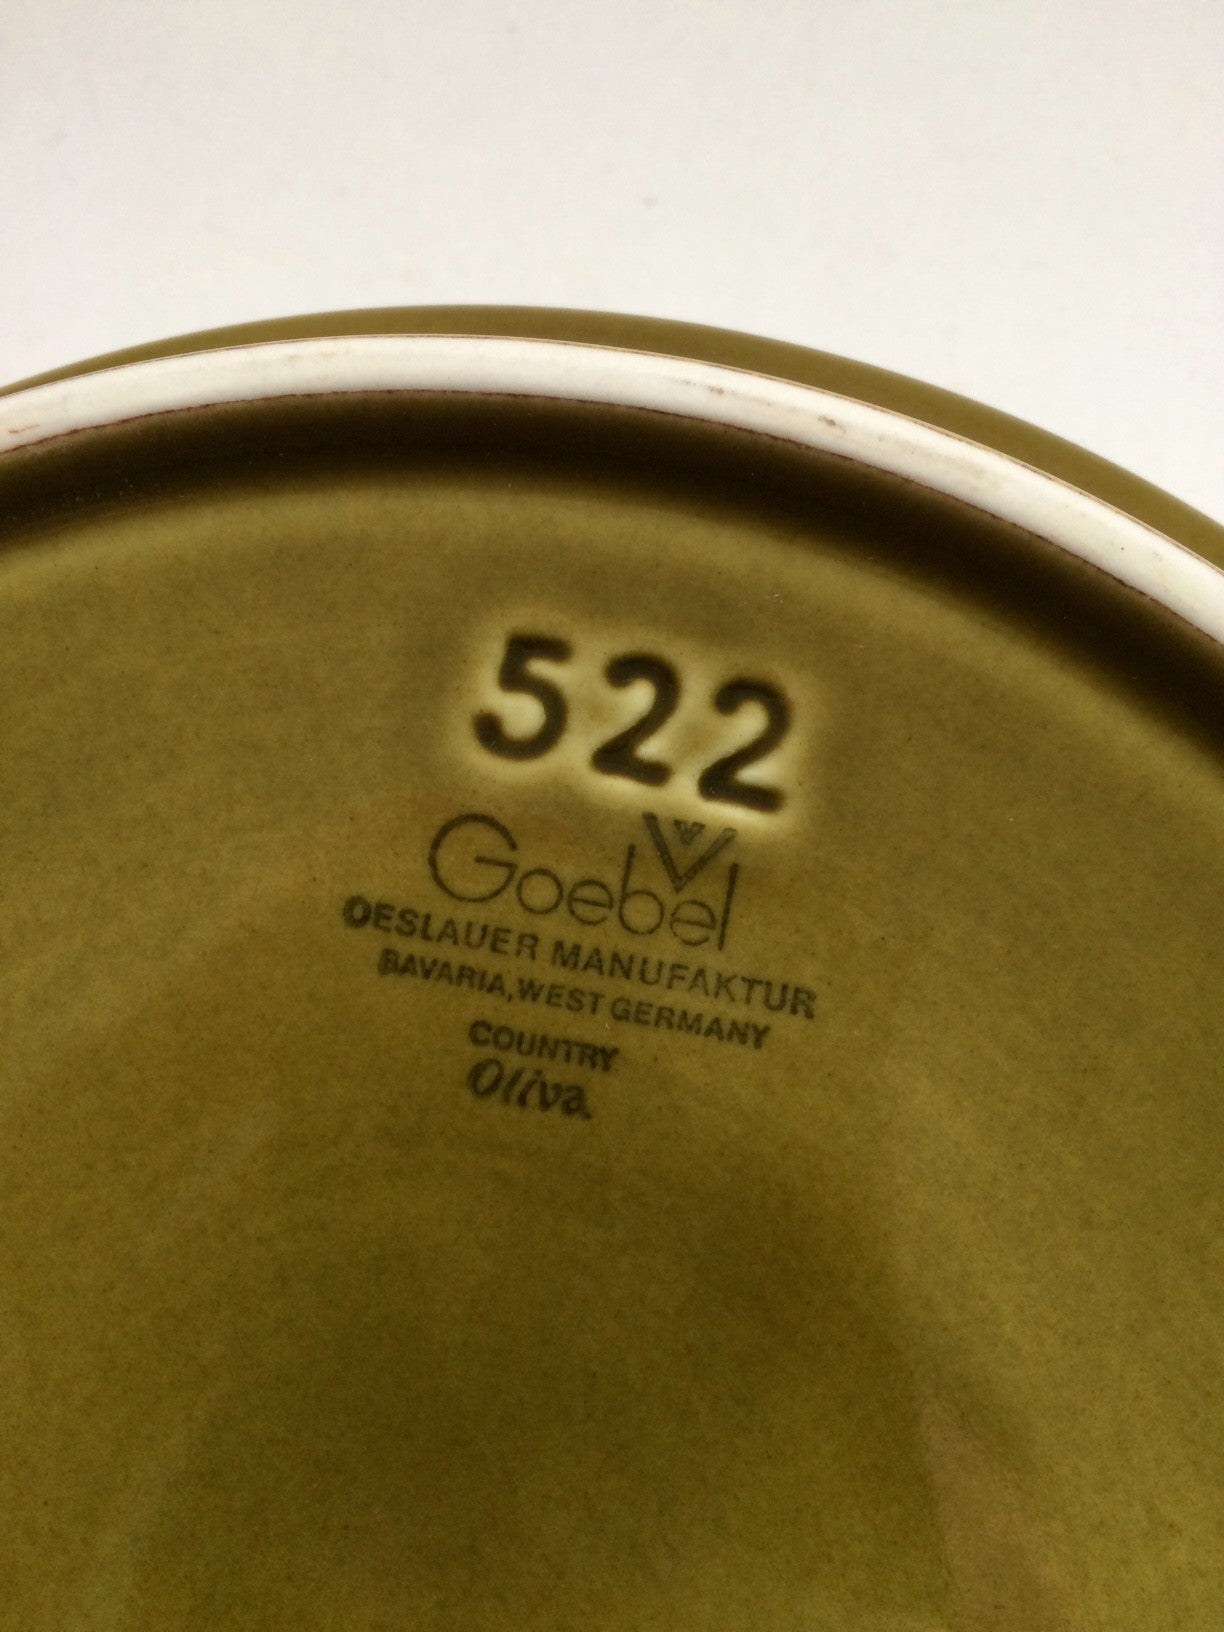 522
Goebel
OESLAUER MANUFAKTUR
BAVARIA, WEST GERMANY
COUNTRY
Oliva